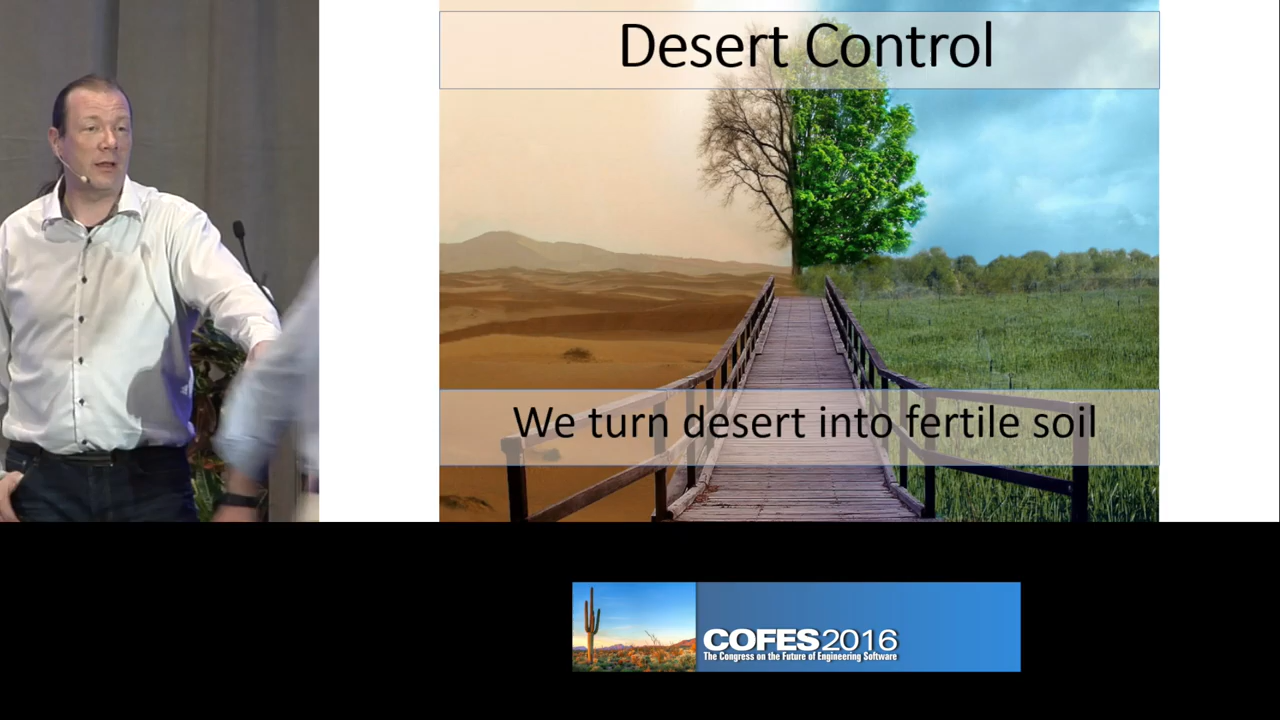 Desert Control
We turn desert into fertile soil
COFES2016
The Congress on the Future of Engineering Software